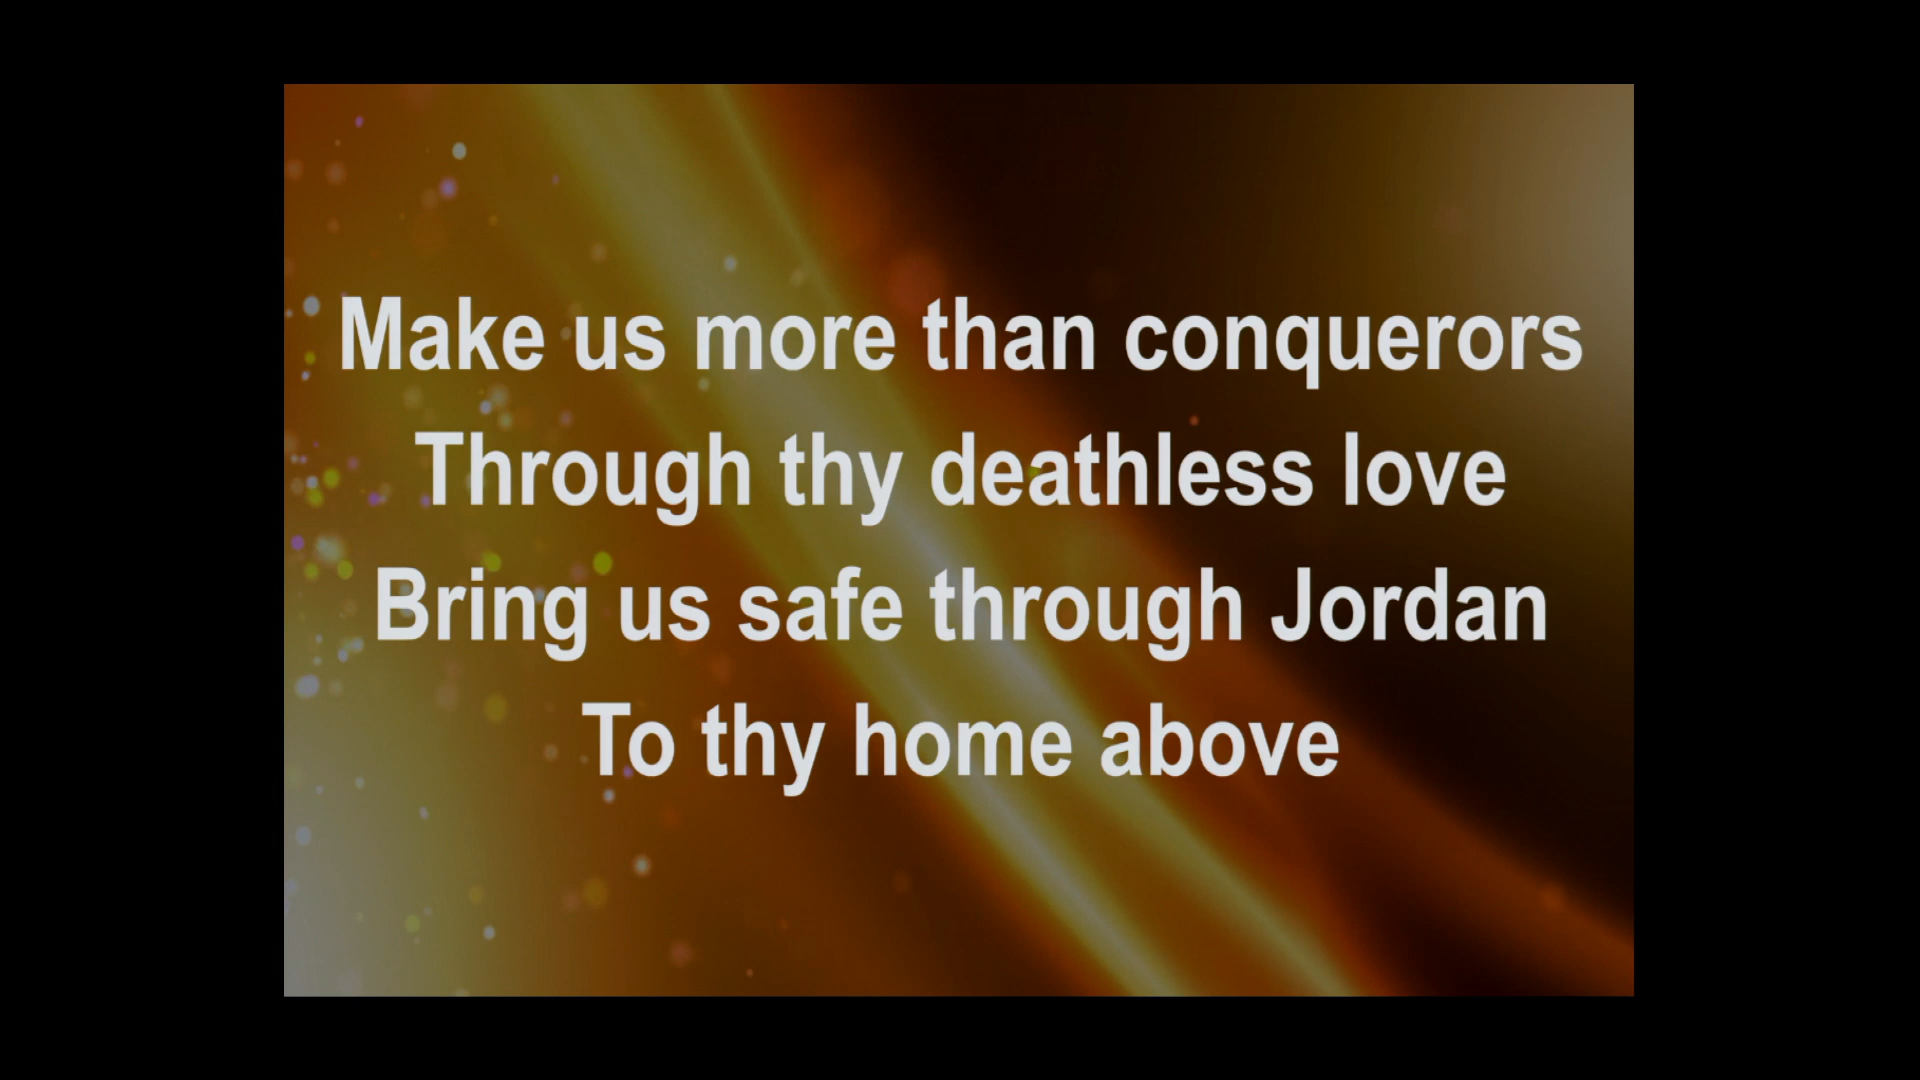 Make us more than conquerors
Through thy deathless love
Bring us safe through Jordan
To thy home above